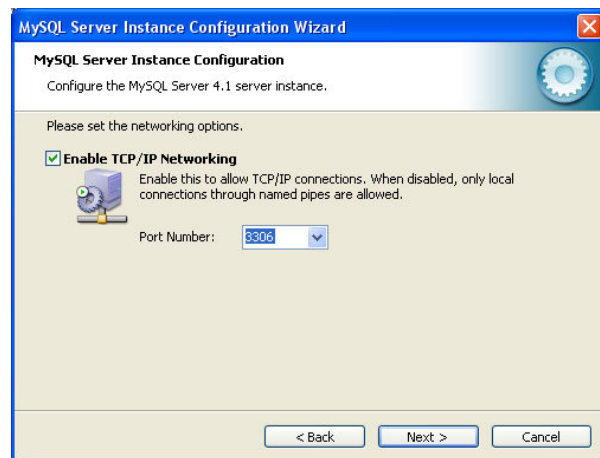 MySQL Server Instance Configuration Wizard
MySQL Server Instance Configuration
Configure the MySQL Server 4.1 server instance.
Please set the networking options.
Enable TCP/IP Networking
Enable this to allow TCP/IP connections. When disabled, only local
connections through named pipes are allowed.
Port Number: 3306
< Back Next > Cancel